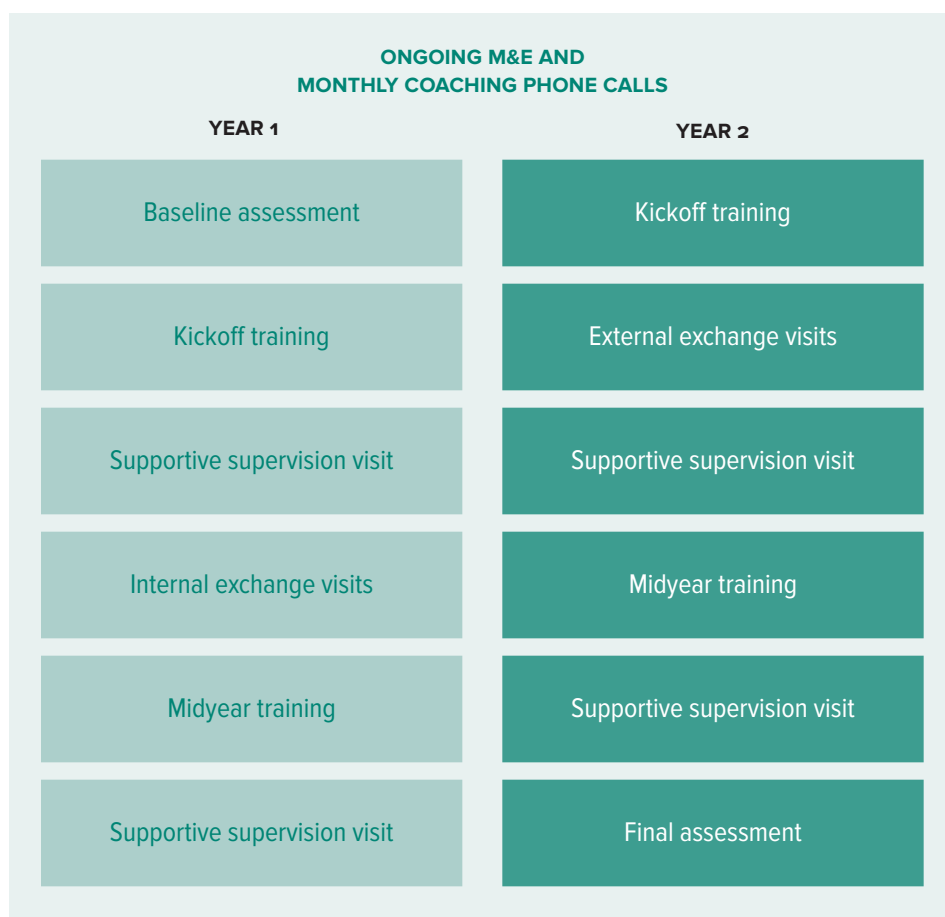 ONGOING M&E AND
MONTHLY COACHING PHONE CALLS
YEAR 1
Baseline assessment
Kickoff training
Supportive supervision visit
Internal exchange visits
Midyear training
Supportive supervision visit
YEAR 2
Kickoff training
External exchange visits
Supportive supervision visit
Midyear training
Supportive supervision visit
Final assessment